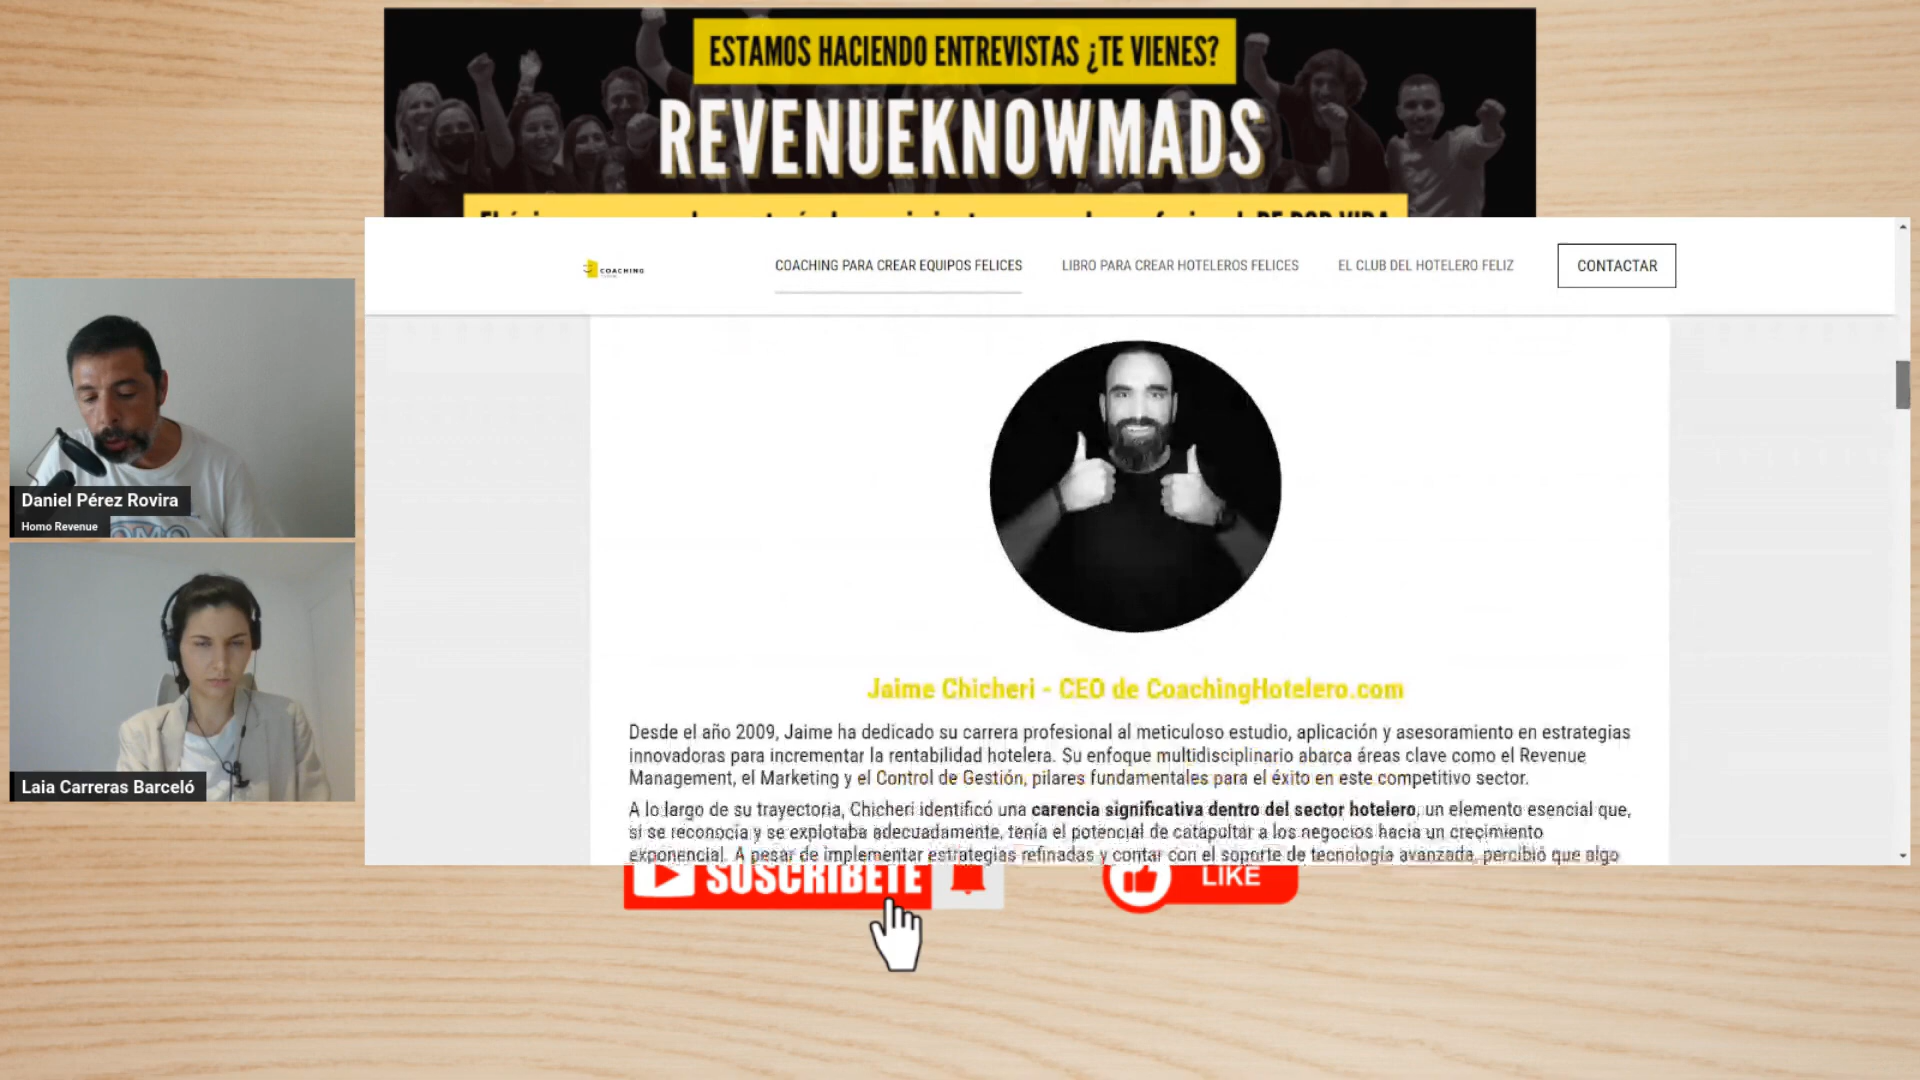 ESTAMOS HACIENDO ENTREVISTAS ¿TE VIENES?
REVENUEKNOWMADS
DE POR VIDA
COACHING
COACHING PARA CREAR EQUIPOS FELICES
LIBRO PARA CREAR HOTELEROS FELICES
EL CLUB DEL HOTELERO FELIZ
CONTACTAR
Daniel Pérez Rovira
Homo Revenue
Laia Carreras Barceló
Jaime Chicheri - CEO de CoachingHotelero.com
Desde el año 2009, Jaime ha dedicado su carrera profesional al meticuloso estudio, aplicación y asesoramiento en estrategias
innovadoras para incrementar la rentabilidad hotelera. Su enfoque multidisciplinario abarca áreas clave como el Revenue
Management, el Marketing y el Control de Gestión, pilares fundamentales para el éxito en este competitivo sector.
A lo largo de su trayectoria, Chicheri identificó una carencia significativa dentro del sector hotelero, un elemento esencial que,
si se reconocía y se explotaba adecuadamente, tenía el potencial de catapultar a los negocios hacia un crecimiento
exponencial. A pesar de implementar estrategias refinadas y contar con el soporte de tecnología avanzada, percibió que algo
SUSCRIBETE
LIKE